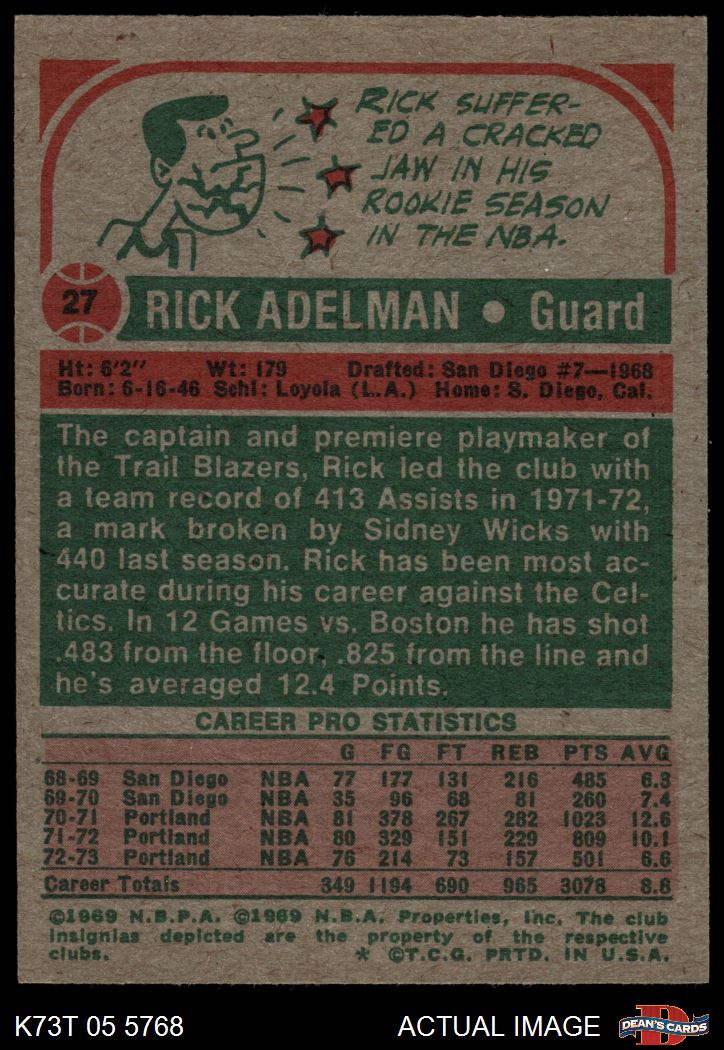 RICK SUFFER-
ED A CRACKED
JAW IN HIS
ROOKIE SEASON
IN THE NBA.
27 RICK ADELMAN • Guard
Ht: 6'2" Wt: 179 Drafted: San Diego #7—1968
Born: 6-16-46 Schl: Loyola (L.A.) Home: S. Diego, Cal.
The captain and premiere playmaker of
the Trail Blazers, Rick led the club with
a team record of 413 Assists in 1971-72,
a mark broken by Sidney Wicks with
440 last season. Rick has been most ac-
curate during his career against the Cel-
tics. In 12 Games vs. Boston he has shot
.483 from the floor, .825 from the line and
he's averaged 12.4 Points.
CAREER PRO STATISTICS
G FG FT REB PTS AVG
68-69 San Diego NBA 77 177 131 216 485 6.3
69-70 San Diego NBA 35 96 68 81 260 7.4
70-71 Portland NBA 81 378 267 282 1023 12.6
71-72 Portland NBA 80 329 151 229 809 10.1
72-73 Portland NBA 76 214 73 157 501 6.6
Career Totals 349 1194 690 965 3078 8.8
©1969 N.B.P.A. ©1969 N.B.A. Properties, Inc. The club
insignias depicted are the property of the respective
clubs. * ©T.C.G. PRTD. IN U.S.A.
K73T 05 5768 ACTUAL IMAGE DEAN'S CARDS